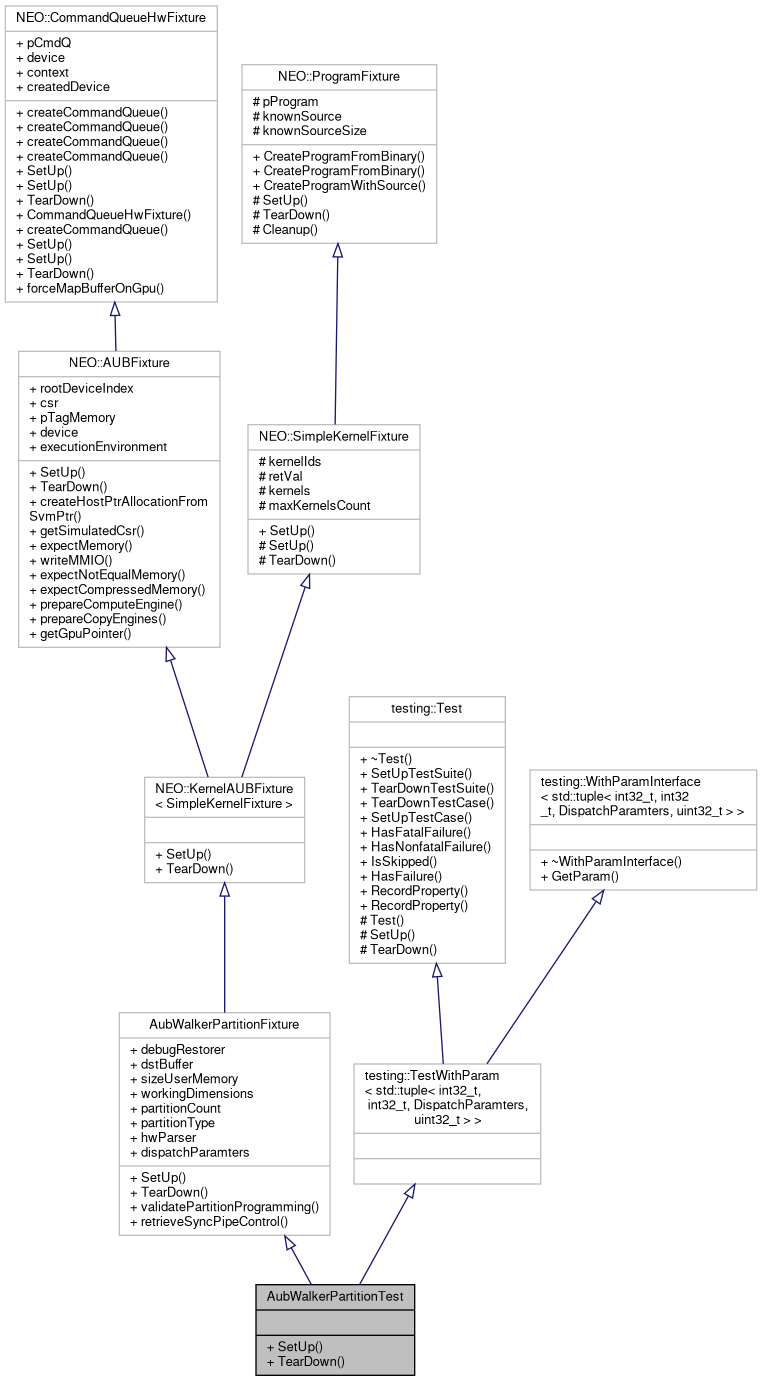 NEO::CommandQueueHwFixture
+ pCmdQ
+ device
+ context
+ createdDevice
+ createCommandQueue()
+ createCommandQueue()
+ createCommandQueue()
+ createCommandQueue()
+ SetUp()
+ SetUp()
+ TearDown()
+ CommandQueueHwFixture()
+ createCommandQueue()
+ SetUp()
+ SetUp()
+ TearDown()
+ forceMapBufferOnGpu()
NEO::ProgramFixture
# pProgram
# knownSource
# knownSourceSize
+ CreateProgramFromBinary()
+ CreateProgramFromBinary()
+ CreateProgramWithSource()
# SetUp()
# TearDown()
# Cleanup()
NEO::AUBFixture
+ rootDeviceIndex
+ csr
+ pTagMemory
+ device
+ executionEnvironment
+ SetUp()
+ TearDown()
+ createHostPtrAllocationFrom
SvmPtr()
+ getSimulatedCsr()
+ expectMemory()
+ writeMMIO()
+ expectNotEqualMemory()
+ expectCompressedMemory()
+ prepareComputeEngine()
+ prepareCopyEngines()
+ getGpuPointer()
NEO::SimpleKernelFixture
# kernelIds
# retVal
# kernels
# maxKernelsCount
+ SetUp()
# SetUp()
# TearDown()
NEO::KernelAUBFixture
< SimpleKernelFixture >
+ SetUp()
+ TearDown()
testing::Test
+ ~Test()
+ SetUpTestSuite()
+ TearDownTestSuite()
+ TearDownTestCase()
+ SetUpTestCase()
+ HasFatalFailure()
+ HasNonfatalFailure()
+ IsSkipped()
+ HasFailure()
+ RecordProperty()
+ RecordProperty()
# Test()
# SetUp()
# TearDown()
testing::WithParamInterface
< std::tuple< int32_t, int32
_t, DispatchParamters, uint32_t > >
+ ~WithParamInterface()
+ GetParam()
AubWalkerPartitionFixture
+ debugRestorer
+ dstBuffer
+ sizeUserMemory
+ workingDimensions
+ partitionCount
+ partitionType
+ hwParser
+ dispatchParamters
+ SetUp()
+ TearDown()
+ validatePartitionProgramming()
+ retrieveSyncPipeControl()
testing::TestWithParam
< std::tuple< int32_t,
int32_t, DispatchParamters,
uint32_t > >
AubWalkerPartitionTest
+ SetUp()
+ TearDown()